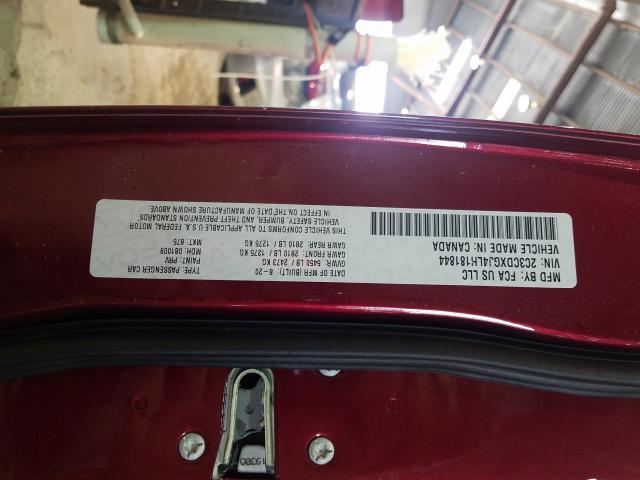 MFD BY: FCA US LLC
VIN: 2C3CDXGJ4LH181844
VEHICLE MADE IN: CANADA
DATE OF MFR (BUILT): 8-20
GVWR: 5450 LB / 2473 KG
GAWR FRONT: 2810 LB / 1275 KG
GAWR REAR: 2810 LB / 1275 KG
THIS VEHICLE CONFORMS TO ALL APPLICABLE U.S.A. FEDERAL MOTOR
VEHICLE SAFETY, BUMPER, AND THEFT PREVENTION STANDARDS
IN EFFECT ON THE DATE OF MANUFACTURE SHOWN ABOVE.
TYPE: PASSENGER CAR
PAINT: PRV
MDH: 081009
MKT: 875
19300